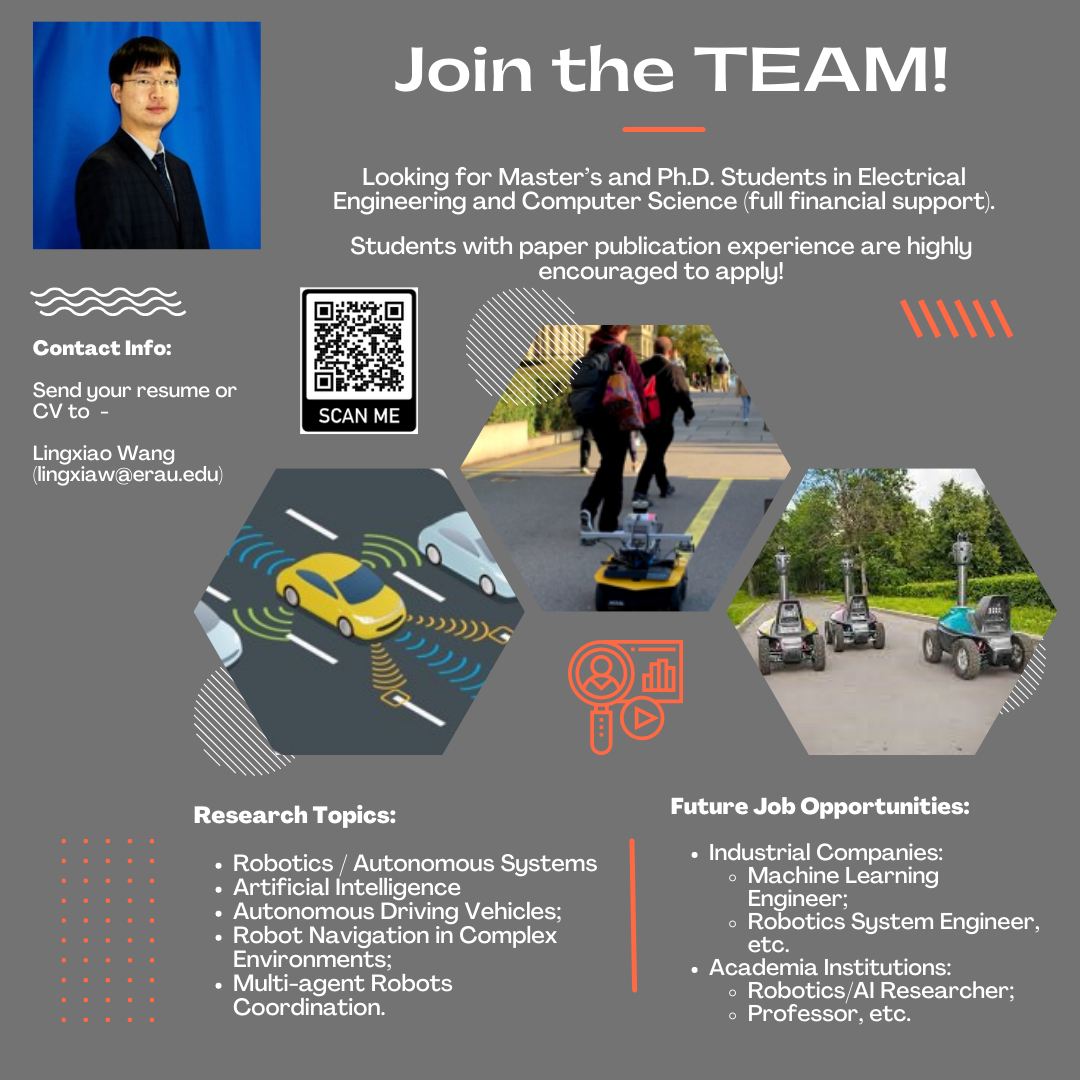 Join the TEAM!
Looking for Master's and Ph.D. Students in Electrical
Engineering and Computer Science (full financial support).
Students with paper publication experience are highly
encouraged to apply!
Contact Info:
Send your resume or
CV to -
Lingxiao Wang
(lingxiaw@erau.edu)
SCAN ME
Research Topics:
Robotics / Autonomous Systems
Artificial Intelligence
Autonomous Driving Vehicles;
Robot Navigation in Complex
Environments;
Multi-agent Robots
Coordination.
Future Job Opportunities:
Industrial Companies:
Machine Learning
Engineer;
Robotics System Engineer,
etc.
Academia Institutions:
Robotics/AI Researcher;
Professor, etc.